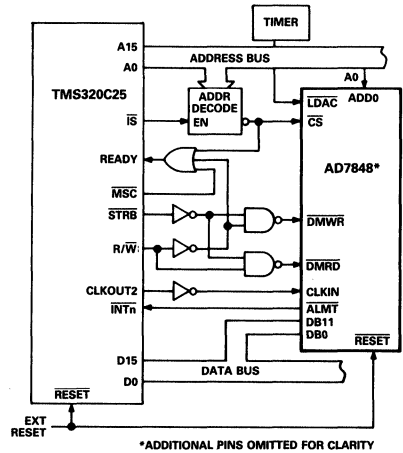 TIMER
A15
ADDRESS BUS
A0
A0
TMS320C25
ADDR
DECODE
EN
LDAC
ADD0
IS
CS
READY
AD7848*
MSC
STRB
DMWR
R/W
DMRD
CLKOUT2
CLKIN
INTn
ALMT
DB11
DB0
RESET
D15
DATA BUS
D0
RESET
EXT
RESET
*ADDITIONAL PINS OMITTED FOR CLARITY